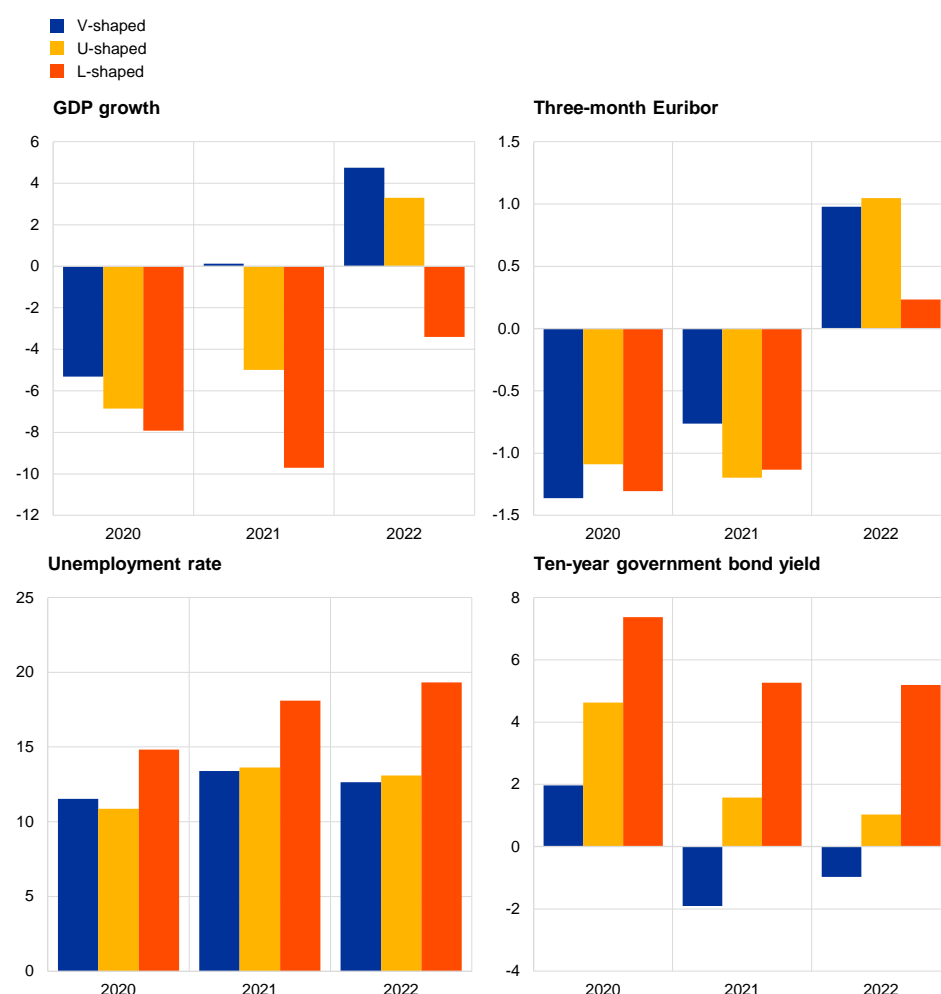 V-shaped
U-shaped
L-shaped
GDP growth
6
4
2
0
-2
-4
-6
-8
-10
-12
2020 2021 2022
Three-month Euribor
1.5
1.0
0.5
0.0
-0.5
-1.0
-1.5
2020 2021 2022
Unemployment rate
25
20
15
10
5
0
2020 2021 2022
Ten-year government bond yield
8
6
4
2
0
-2
-4
2020 2021 2022